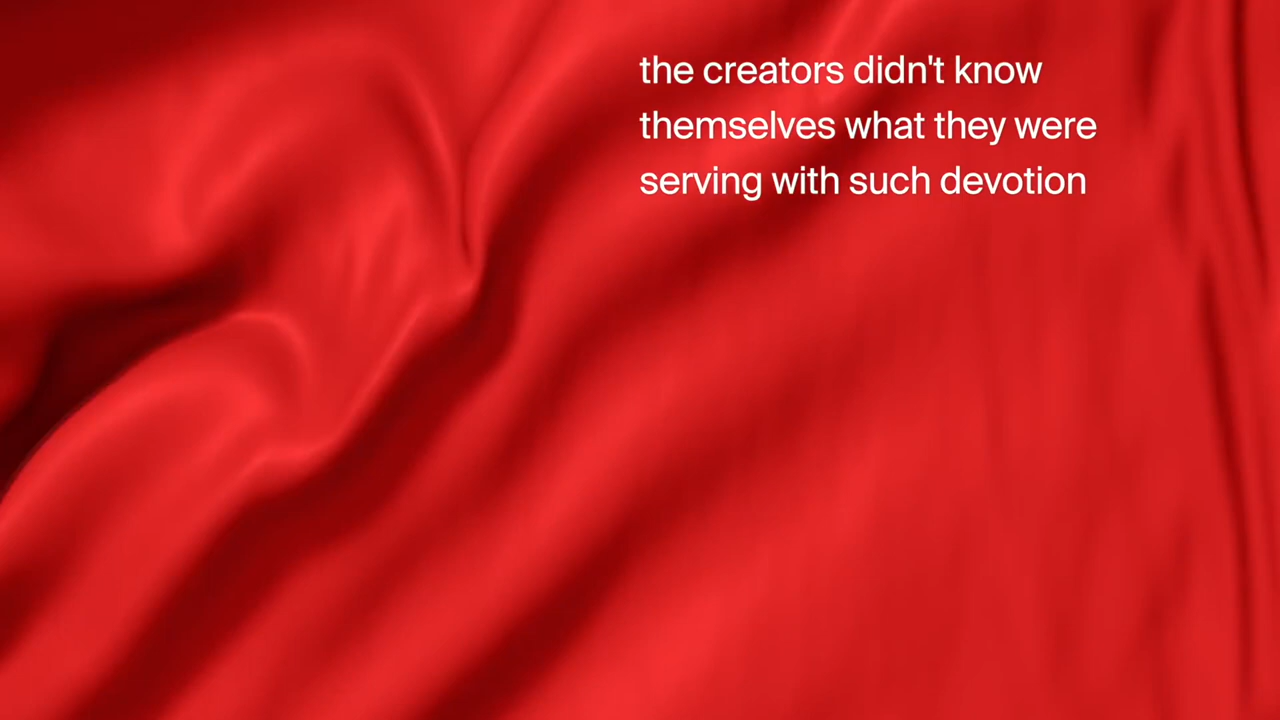 the creators didn't know
themselves what they were
serving with such devotion